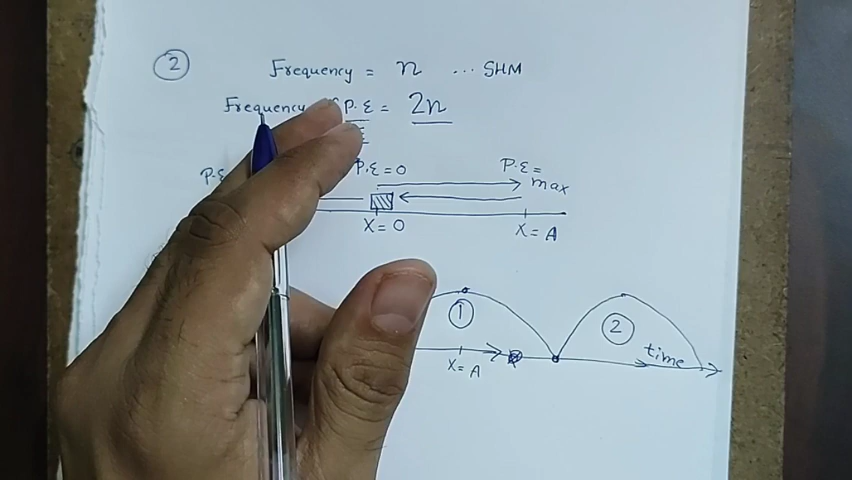 ②
Frequency = n ... SHM
Frequency P.E = 2n
P.E P.E = 0 P.E = max
X = 0 X = A
① ②
time
X = A